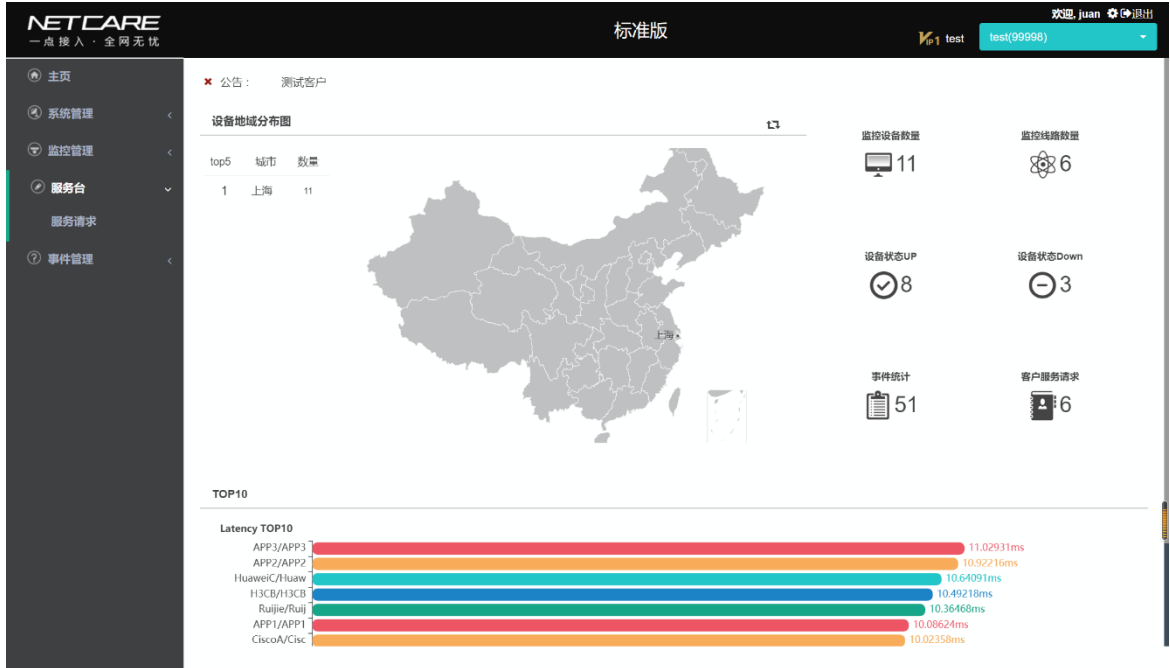 NETCARE
一点接入 · 全网无忧
标准版
欢迎, juan 退出
VIP1 test
test(99998)
主页
系统管理
监控管理
服务台
服务请求
事件管理
公告： 测试客户
设备地域分布图
top5 城市 数量
1 上海 11
上海
监控设备数量
11
监控线路数量
6
设备状态UP
8
设备状态Down
3
事件统计
51
客户服务请求
6
TOP10
Latency TOP10
APP3/APP3 11.02931ms
APP2/APP2 10.92216ms
HuaweiC/Huaw 10.64091ms
H3CB/H3CB 10.49218ms
Ruijie/Ruij 10.36468ms
APP1/APP1 10.08624ms
CiscoA/Cisc 10.02358ms